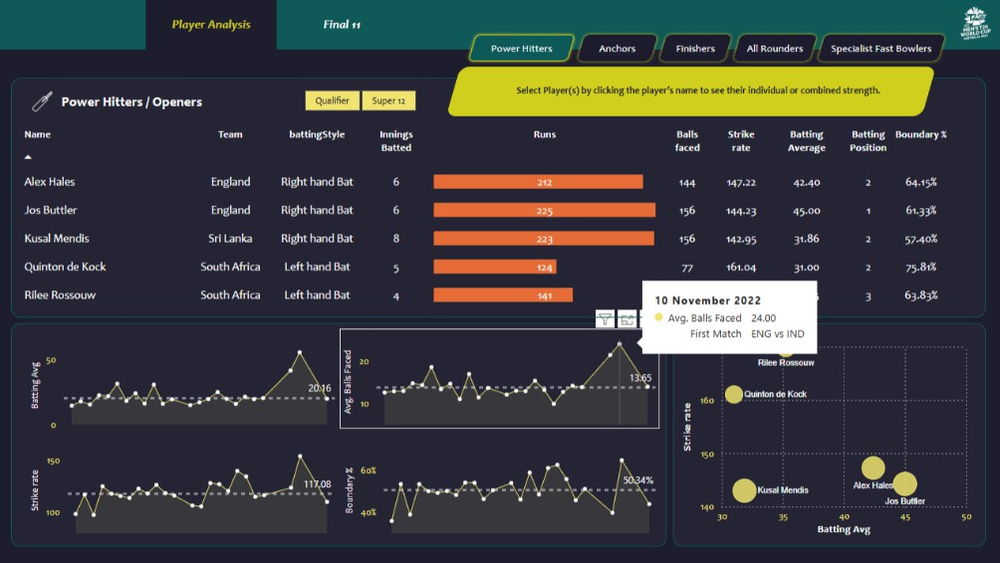 Player Analysis
Final 11
MEN'S T20
WORLD CUP
Power Hitters
Anchors
Finishers
All Rounders
Specialist Fast Bowlers
Select Player(s) by clicking the player's name to see their individual or combined strength.
Power Hitters / Openers
Qualifier
Super 12
Name Team battingStyle Innings Batted Runs Balls faced Strike rate Batting Average Batting Position Boundary %
Alex Hales England Right hand Bat 6 212 144 147.22 42.40 2 64.15%
Jos Buttler England Right hand Bat 6 225 156 144.23 45.00 1 61.33%
Kusal Mendis Sri Lanka Right hand Bat 8 223 156 142.95 31.86 2 57.40%
Quinton de Kock South Africa Left hand Bat 5 124 77 161.04 31.00 2 75.81%
Rilee Rossouw South Africa Left hand Bat 4 141 3 63.83%
10 November 2022
Avg. Balls Faced 24.00
First Match ENG vs IND
Batting Avg
50
0
20.16
Avg. Balls Faced
20
10
13.65
Strike rate
150
100
117.08
Boundary %
60%
40%
50.34%
Strike rate
160
150
140
Rilee Rossouw
Quinton de Kock
Kusal Mendis
Alex Hales
Jos Buttler
30 35 40 45 50
Batting Avg